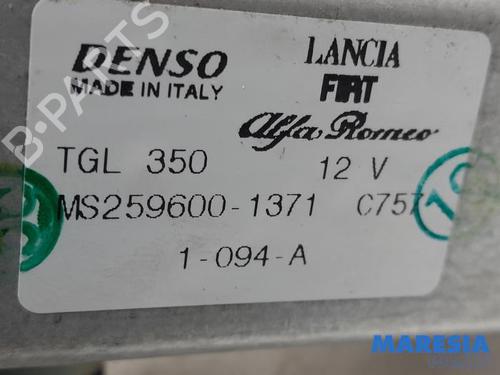 DENSO LANCIA
MADE IN ITALY FIAT
Alfa Romeo
TGL 350 12 V
MS259600-1371 C757
1-094-A
B-PARTS
MARESIA